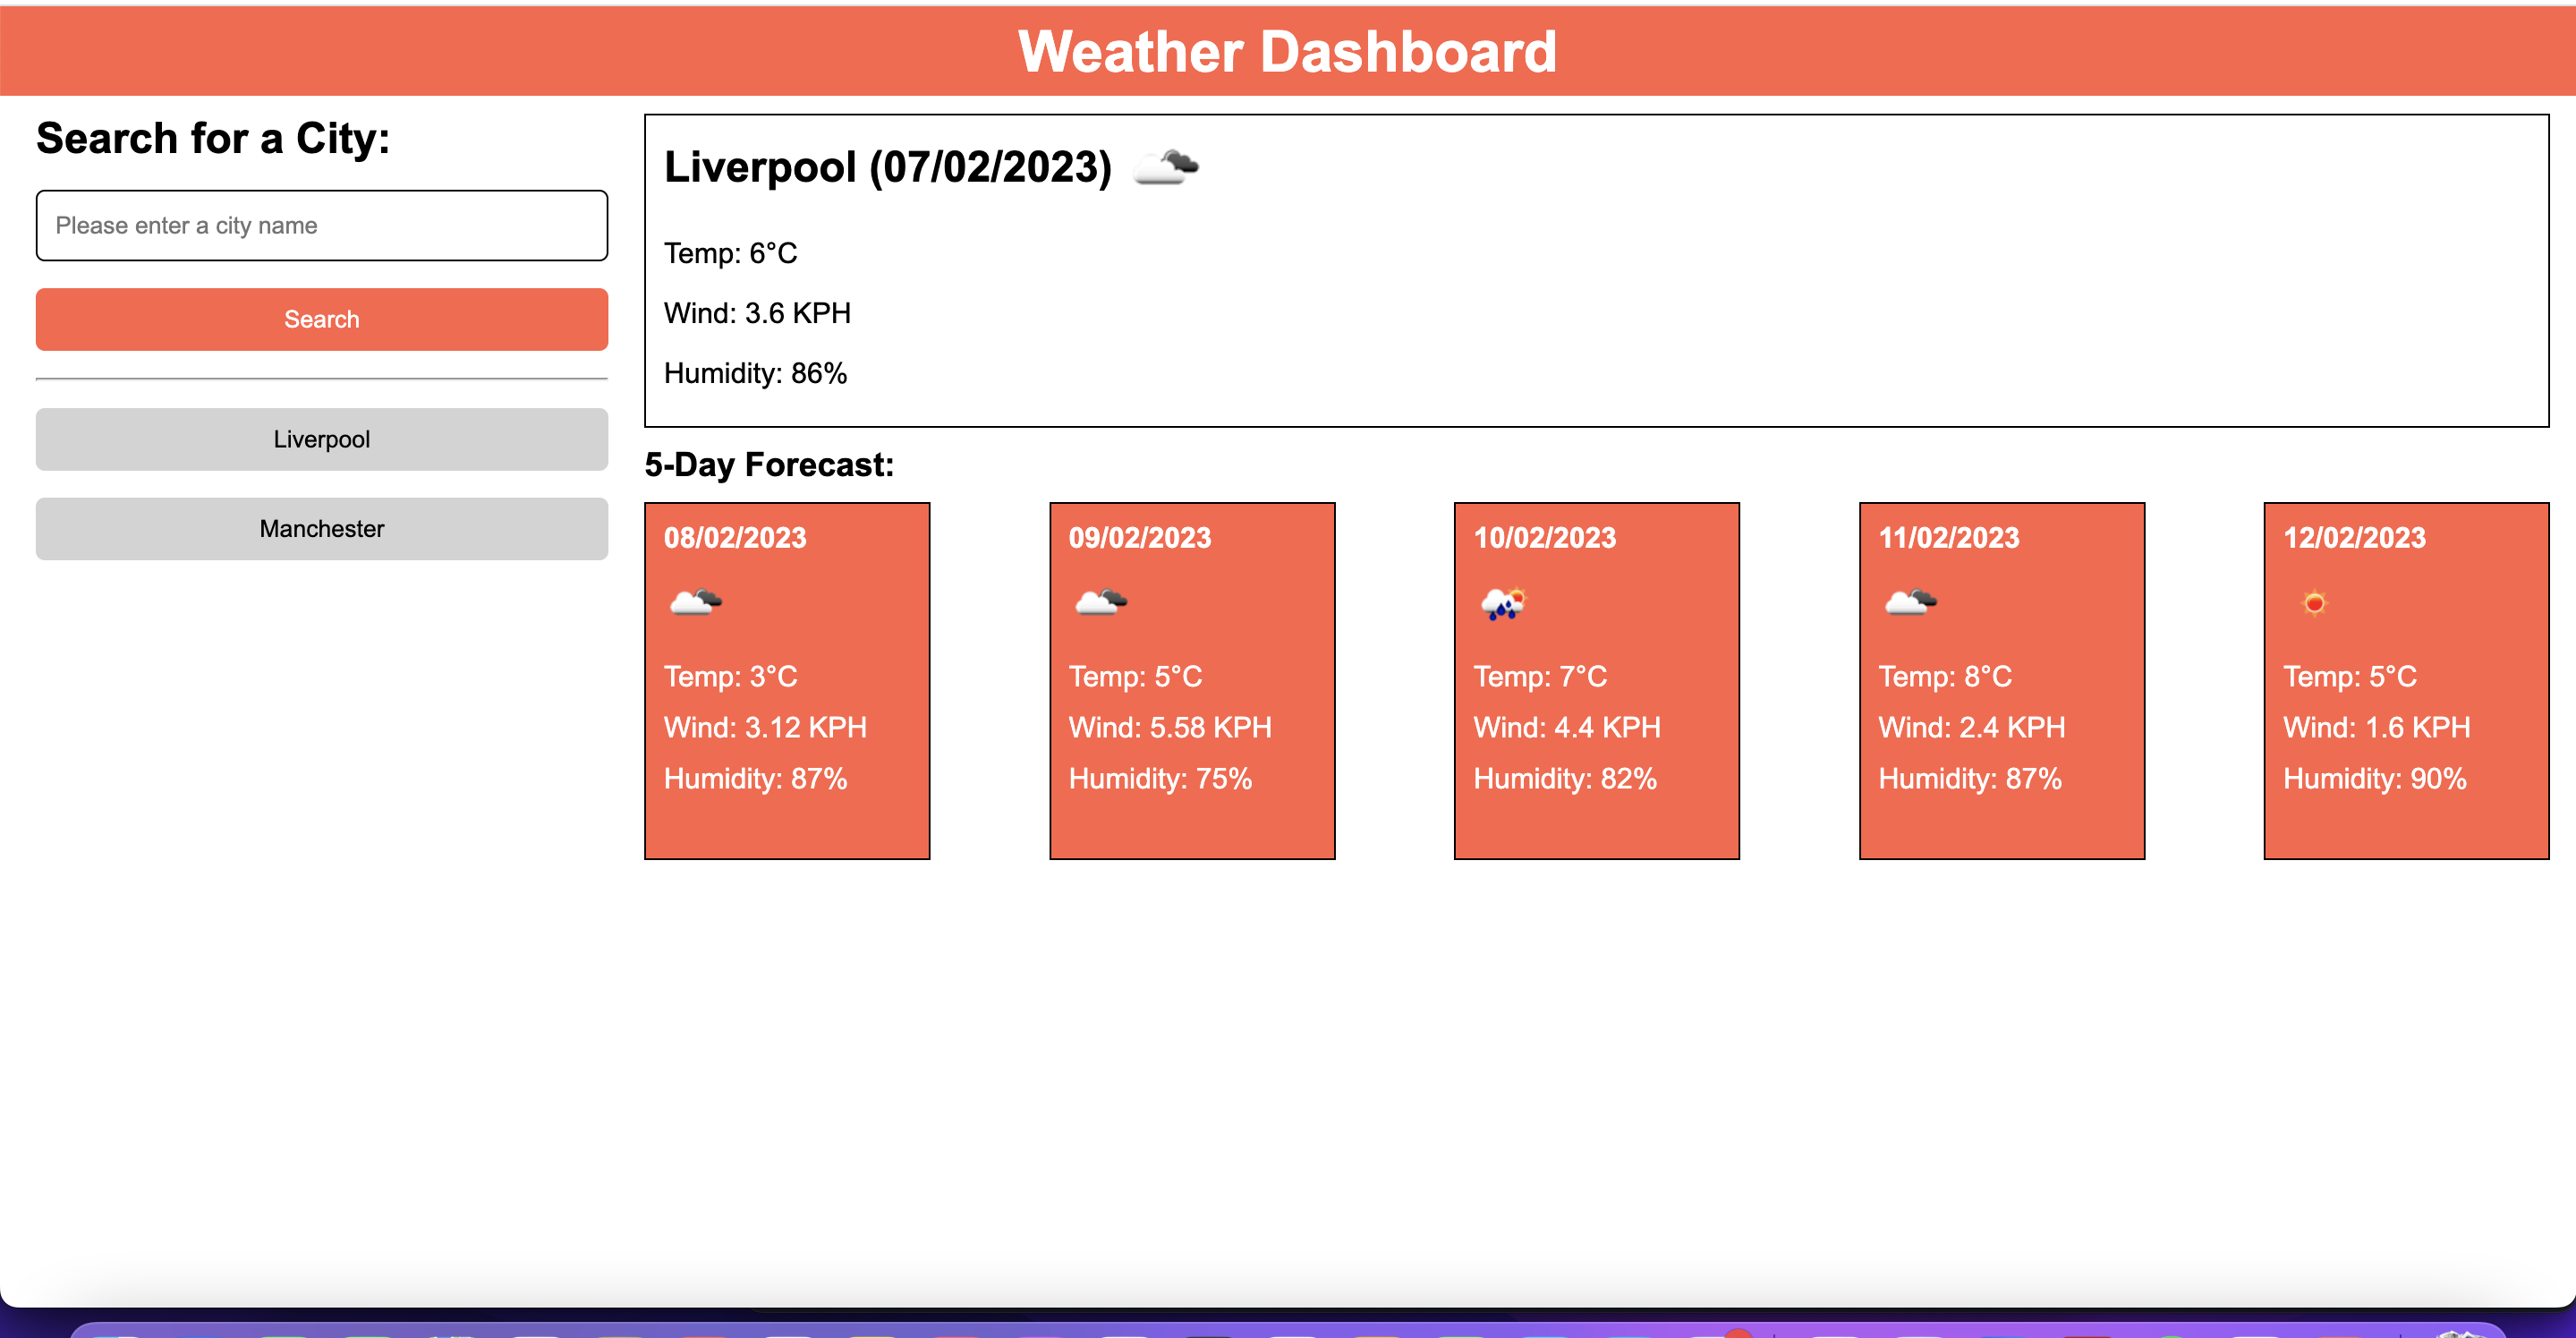 Weather Dashboard
Search for a City:
Please enter a city name
Search
Liverpool
Manchester
Liverpool (07/02/2023)
Temp: 6°C
Wind: 3.6 KPH
Humidity: 86%
5-Day Forecast:
08/02/2023
Temp: 3°C
Wind: 3.12 KPH
Humidity: 87%
09/02/2023
Temp: 5°C
Wind: 5.58 KPH
Humidity: 75%
10/02/2023
Temp: 7°C
Wind: 4.4 KPH
Humidity: 82%
11/02/2023
Temp: 8°C
Wind: 2.4 KPH
Humidity: 87%
12/02/2023
Temp: 5°C
Wind: 1.6 KPH
Humidity: 90%